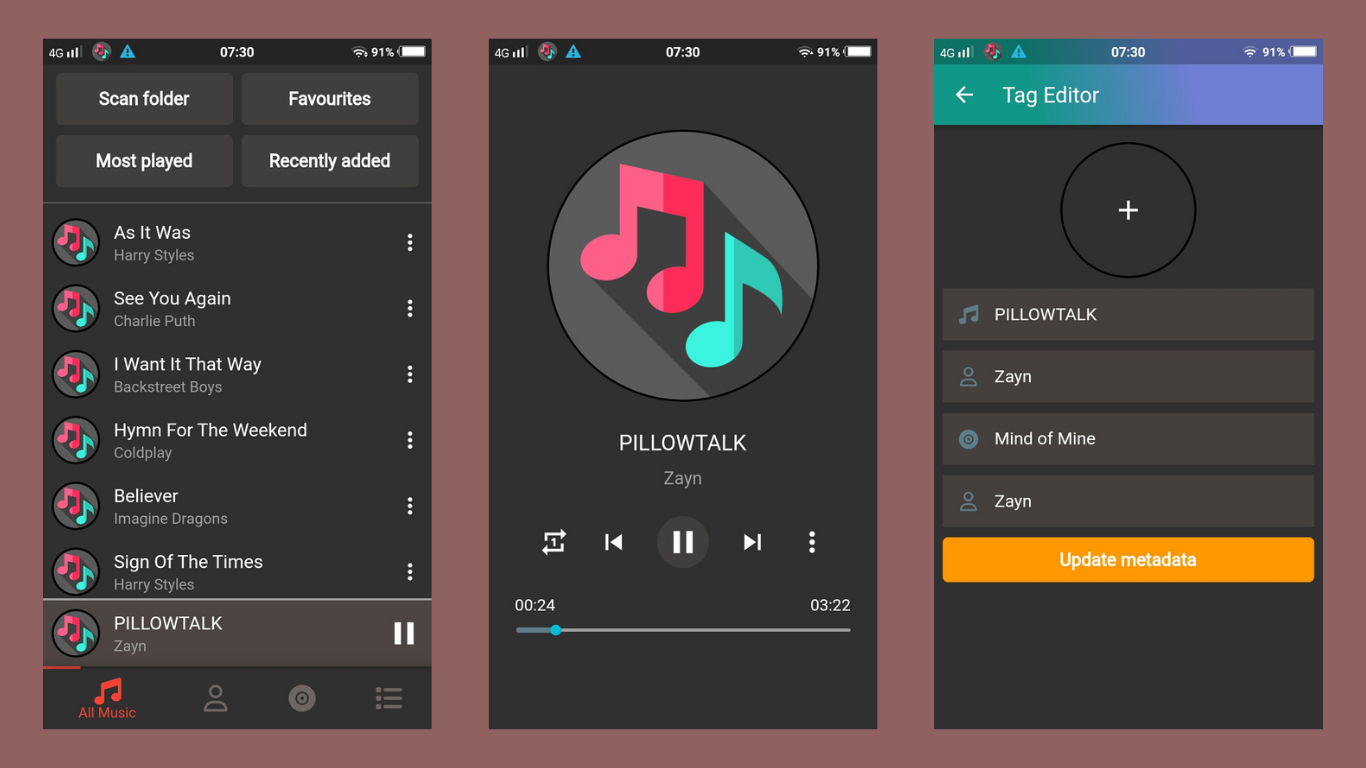 4G 07:30 91%
Scan folder Favourites
Most played Recently added
As It Was
Harry Styles
See You Again
Charlie Puth
I Want It That Way
Backstreet Boys
Hymn For The Weekend
Coldplay
Believer
Imagine Dragons
Sign Of The Times
Harry Styles
PILLOWTALK
Zayn
All Music
4G 07:30 91%
PILLOWTALK
Zayn
1
00:24 03:22
4G 07:30 91%
Tag Editor
PILLOWTALK
Zayn
Mind of Mine
Zayn
Update metadata